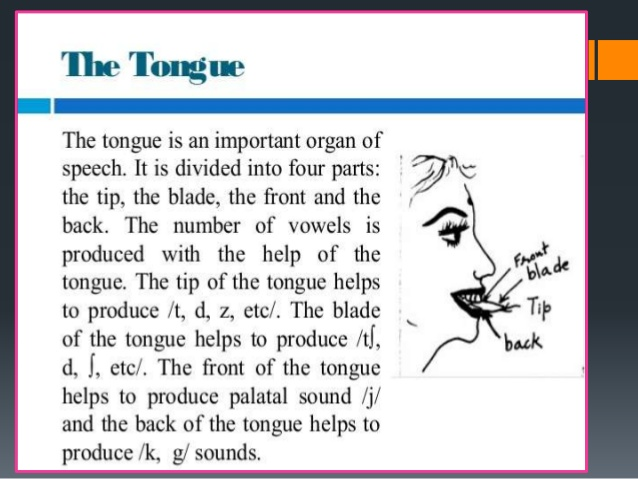 The Tongue
The tongue is an important organ of
speech. It is divided into four parts:
the tip, the blade, the front and the
back. The number of vowels is
produced with the help of the
tongue. The tip of the tongue helps
to produce /t, d, z, etc/. The blade
of the tongue helps to produce /tʃ,
d, ʃ, etc/. The front of the tongue
helps to produce palatal sound /j/
and the back of the tongue helps to
produce /k, g/ sounds.
Front
blade
Tip
back